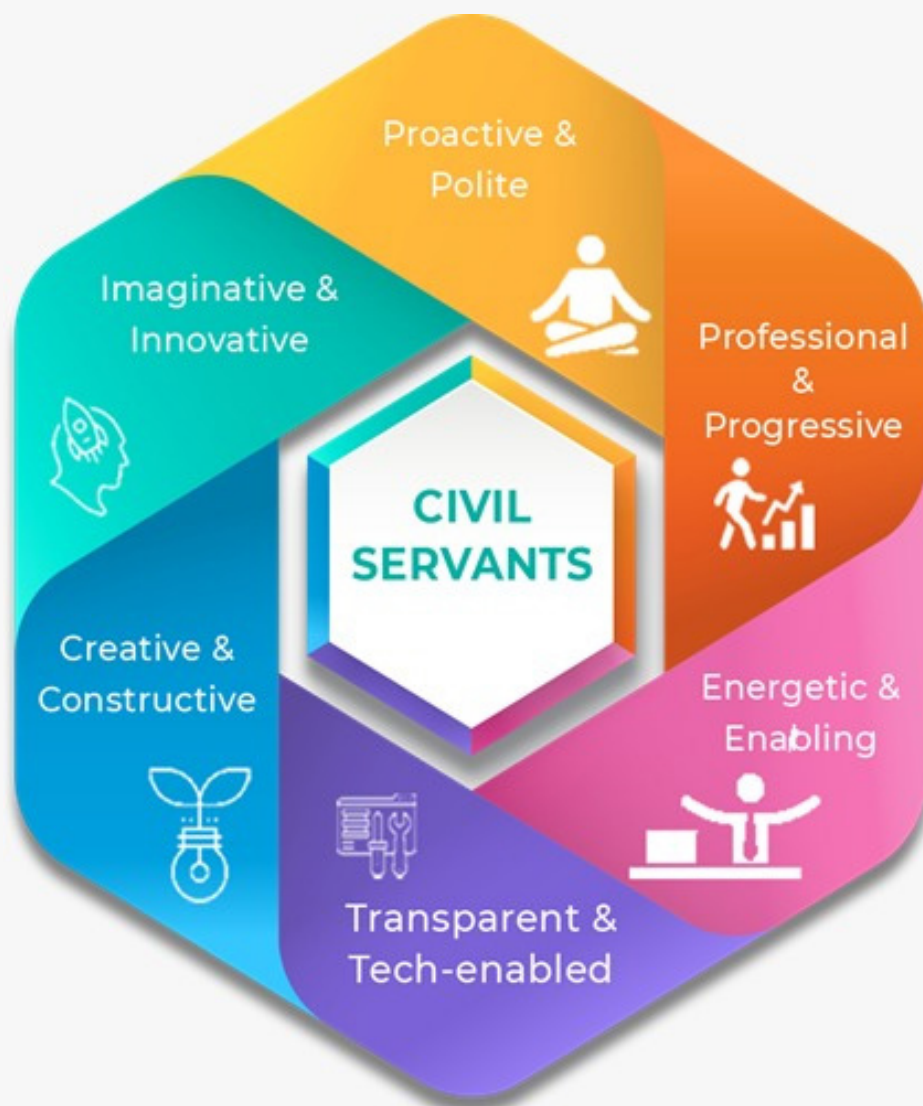 Proactive &
Polite
Imaginative &
Innovative
Professional
&
Progressive
CIVIL
SERVANTS
Creative &
Constructive
Energetic &
Enabling
Transparent &
Tech-enabled